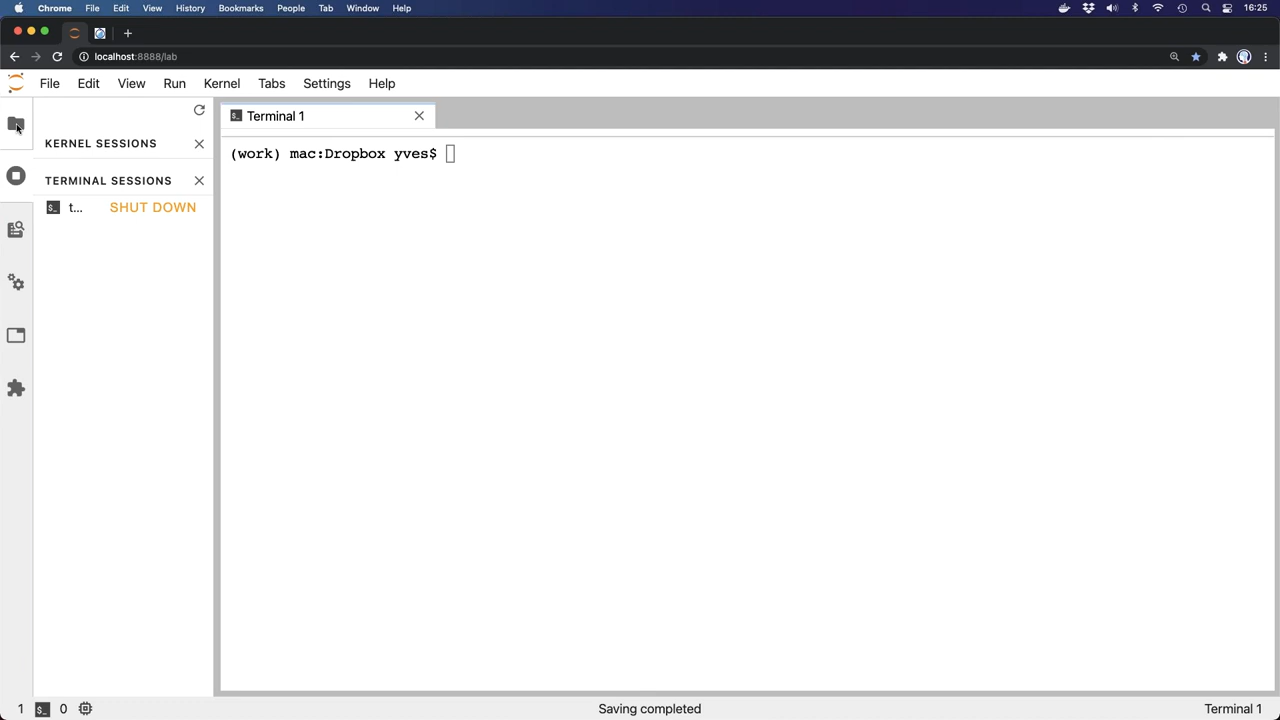 Chrome File Edit View History Bookmarks People Tab Window Help 16:25
localhost:8888/lab
File Edit View Run Kernel Tabs Settings Help
Terminal 1
KERNEL SESSIONS
(work) mac:Dropbox yves$
TERMINAL SESSIONS
t... SHUT DOWN
1 0 Saving completed Terminal 1